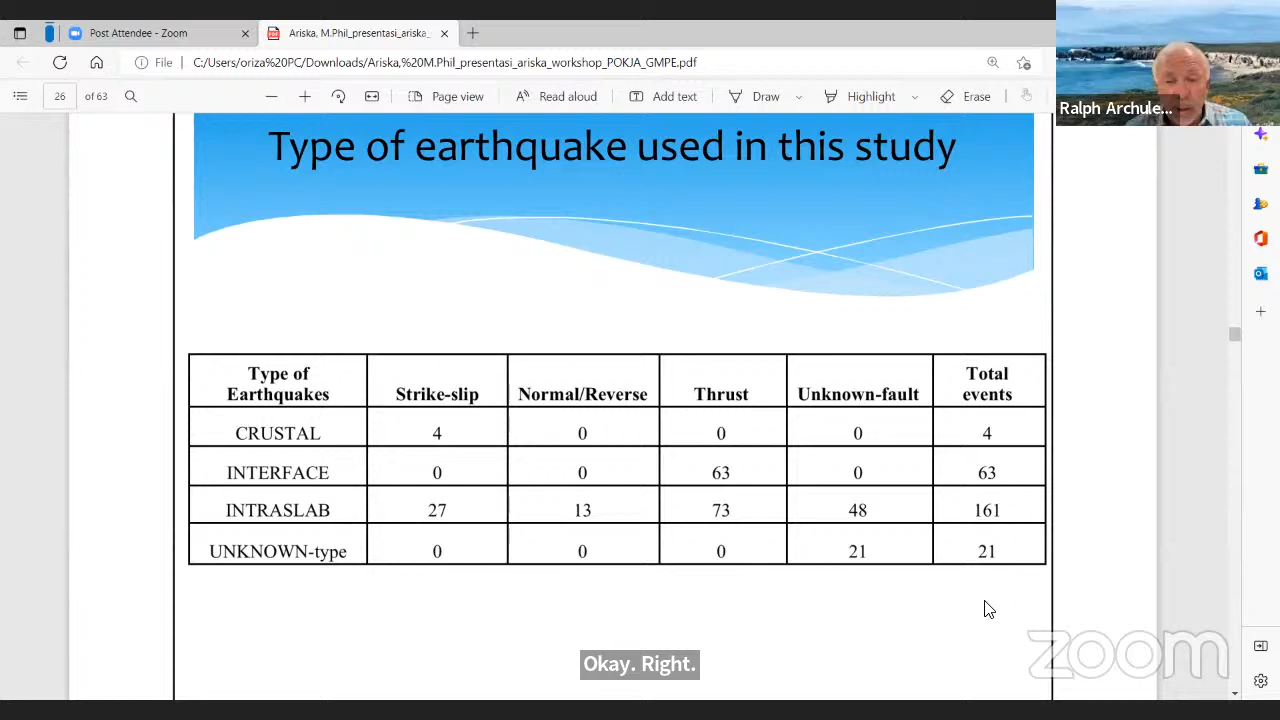 Post Attendee - Zoom
Ariska, M.Phil_presentasi_ariska_
File C:/Users/oriza%20PC/Downloads/Ariska%20M.Phil_presentasi_ariska_workshop_POKJA_GMPE.pdf
26 of 63 Page view Read aloud Add text Draw Highlight Erase
Ralph Archule...
Type of earthquake used in this study
Type of Earthquakes Strike-slip Normal/Reverse Thrust Unknown-fault Total events
CRUSTAL 4 0 0 0 4
INTERFACE 0 0 63 0 63
INTRASLAB 27 13 73 48 161
UNKNOWN-type 0 0 0 21 21
Okay. Right.
zoom